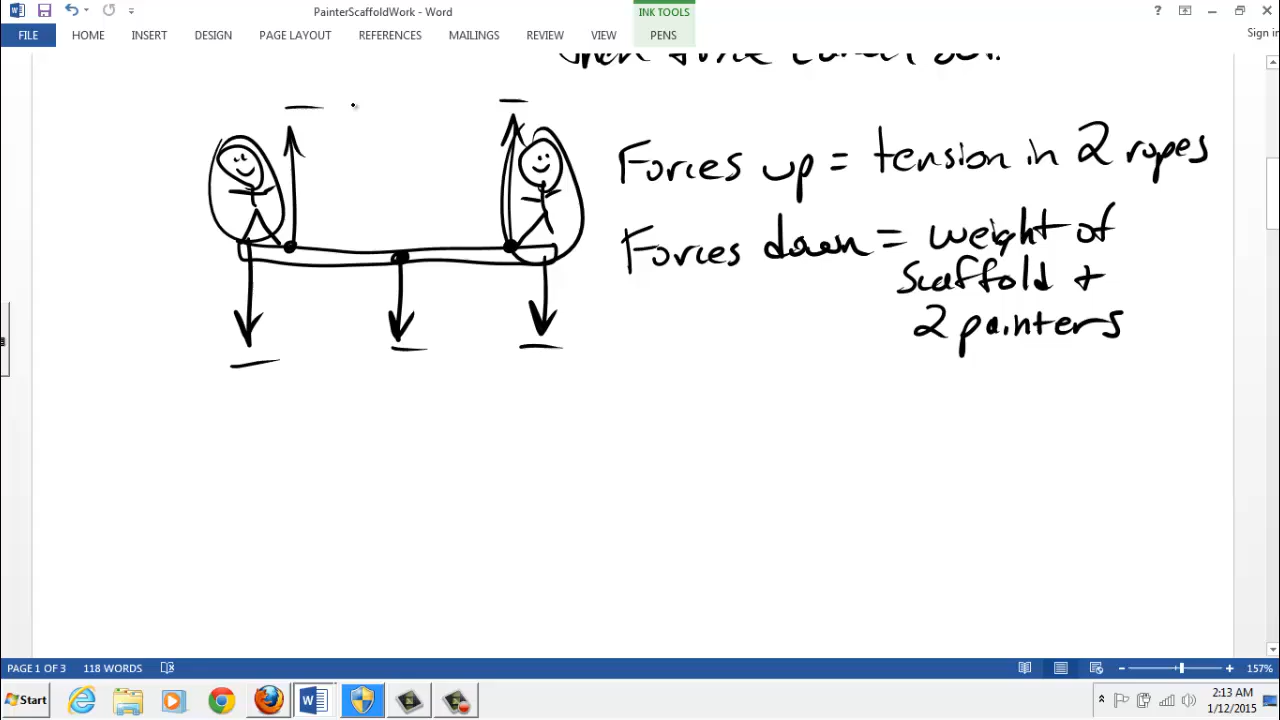 PainterScaffoldWork - Word
INK TOOLS
?
FILE
HOME
INSERT
DESIGN
PAGE LAYOUT
REFERENCES
MAILINGS
REVIEW
VIEW
PENS
Sign in
Forces up = tension in 2 ropes
Forces down = weight of
scaffold +
2 painters
PAGE 1 OF 3
118 WORDS
157%
Start
2:13 AM
1/12/2015